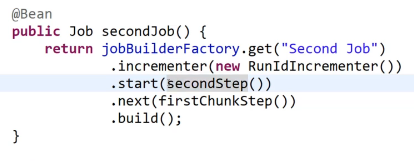 @Bean
public Job secondJob() {
    return jobBuilderFactory.get("Second Job")
            .incrementer(new RunIdIncrementer())
            .start(secondStep())
            .next(firstChunkStep())
            .build();
}